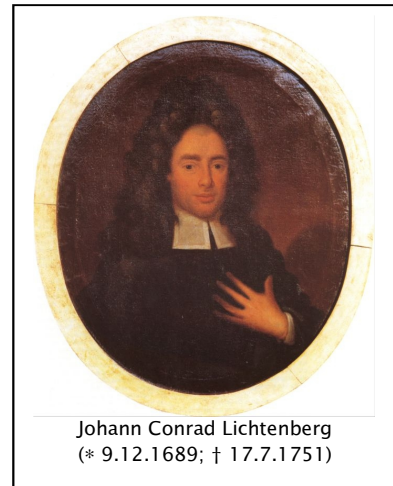 Johann Conrad Lichtenberg
(* 9.12.1689; † 17.7.1751)